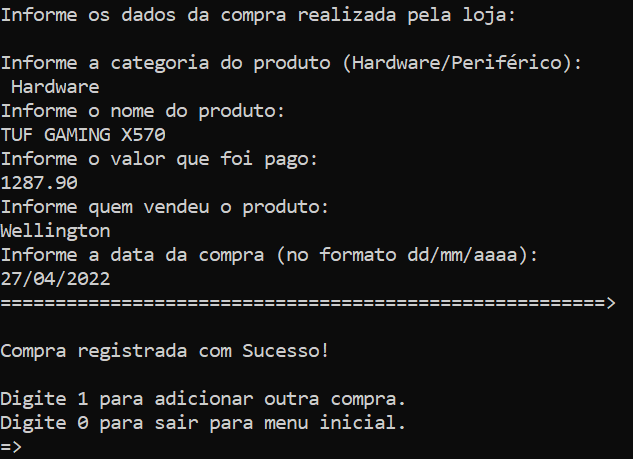 Informe os dados da compra realizada pela loja:
Informe a categoria do produto (Hardware/Periférico):
Hardware
Informe o nome do produto:
TUF GAMING X570
Informe o valor que foi pago:
1287.90
Informe quem vendeu o produto:
Wellington
Informe a data da compra (no formato dd/mm/aaaa):
27/04/2022
=======================================================>
Compra registrada com Sucesso!
Digite 1 para adicionar outra compra.
Digite 0 para sair para menu inicial.
=>